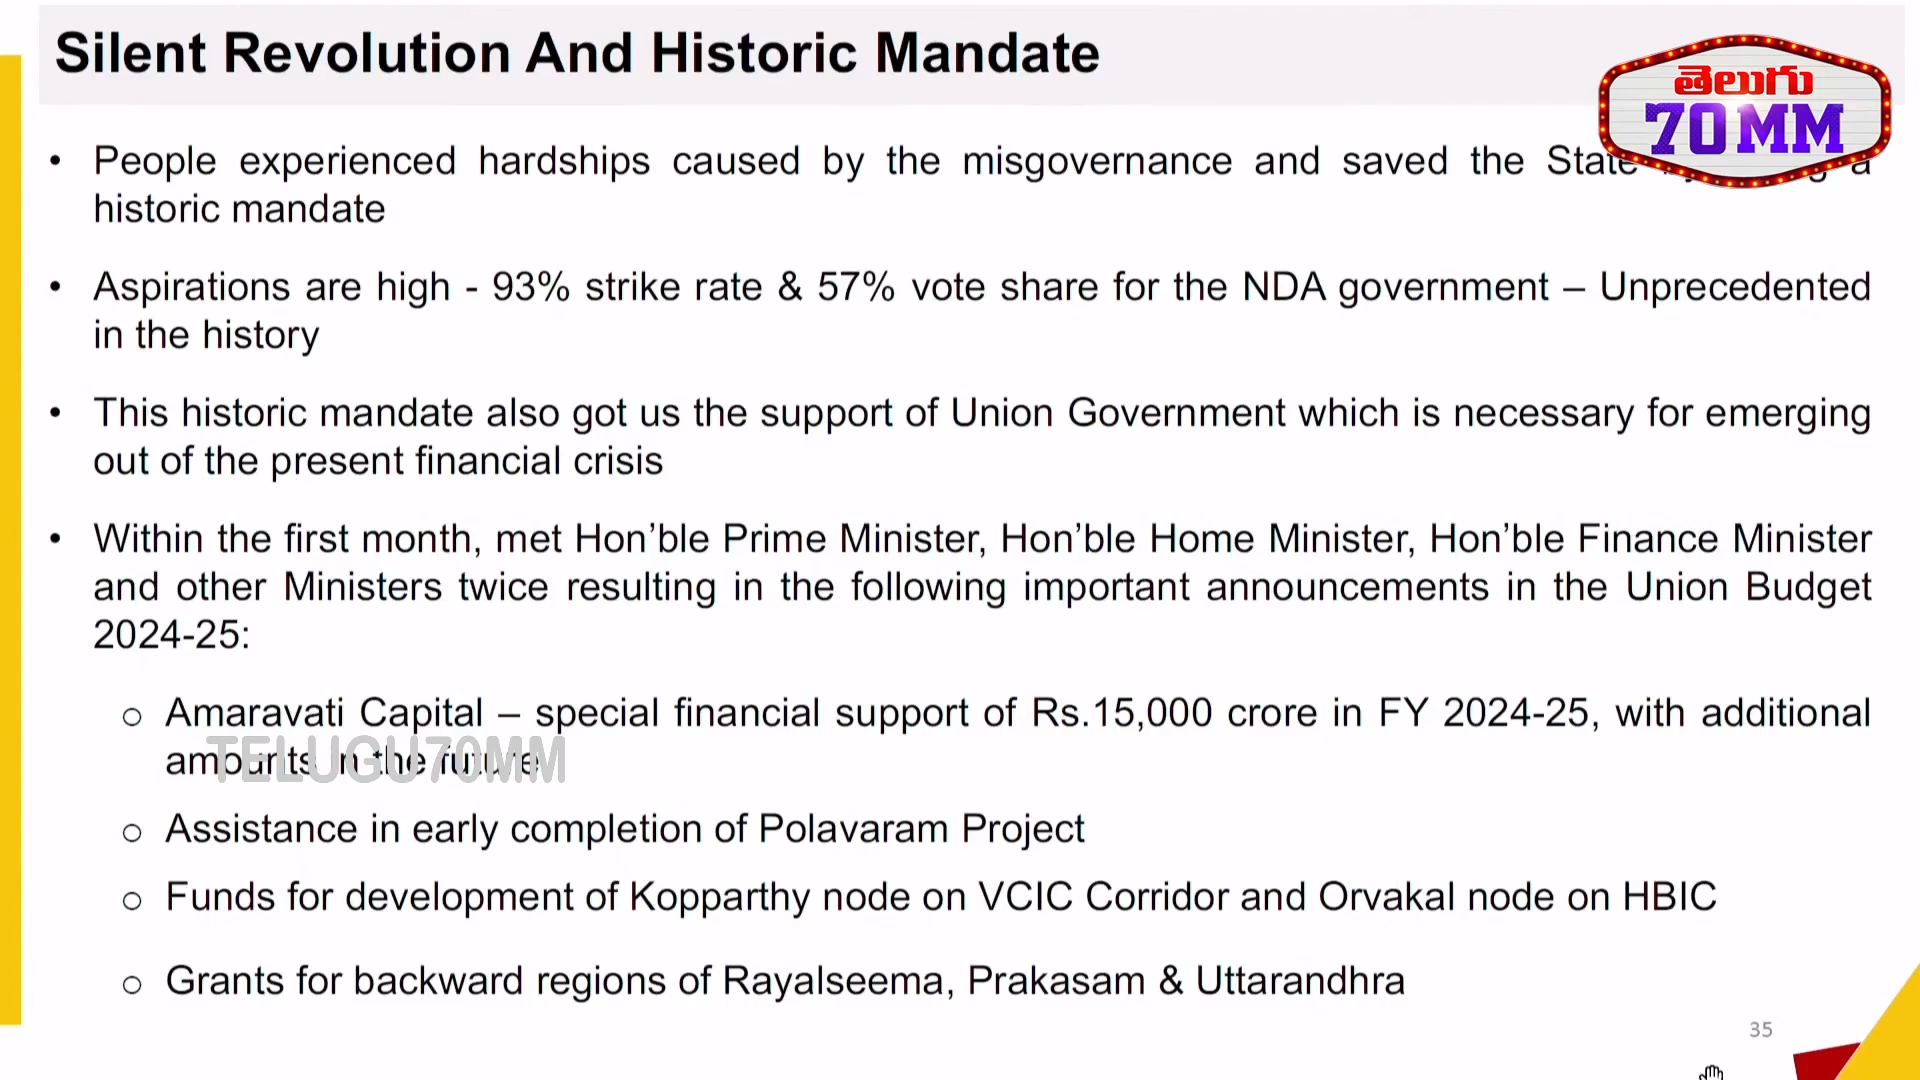 Silent Revolution And Historic Mandate
తెలుగు
70MM
• People experienced hardships caused by the misgovernance and saved the State a
historic mandate
• Aspirations are high - 93% strike rate & 57% vote share for the NDA government – Unprecedented
in the history
• This historic mandate also got us the support of Union Government which is necessary for emerging
out of the present financial crisis
• Within the first month, met Hon’ble Prime Minister, Hon’ble Home Minister, Hon’ble Finance Minister
and other Ministers twice resulting in the following important announcements in the Union Budget
2024-25:
o Amaravati Capital – special financial support of Rs.15,000 crore in FY 2024-25, with additional
amounts in the future
TELUGU70MM
o Assistance in early completion of Polavaram Project
o Funds for development of Kopparthy node on VCIC Corridor and Orvakal node on HBIC
o Grants for backward regions of Rayalseema, Prakasam & Uttarandhra
35